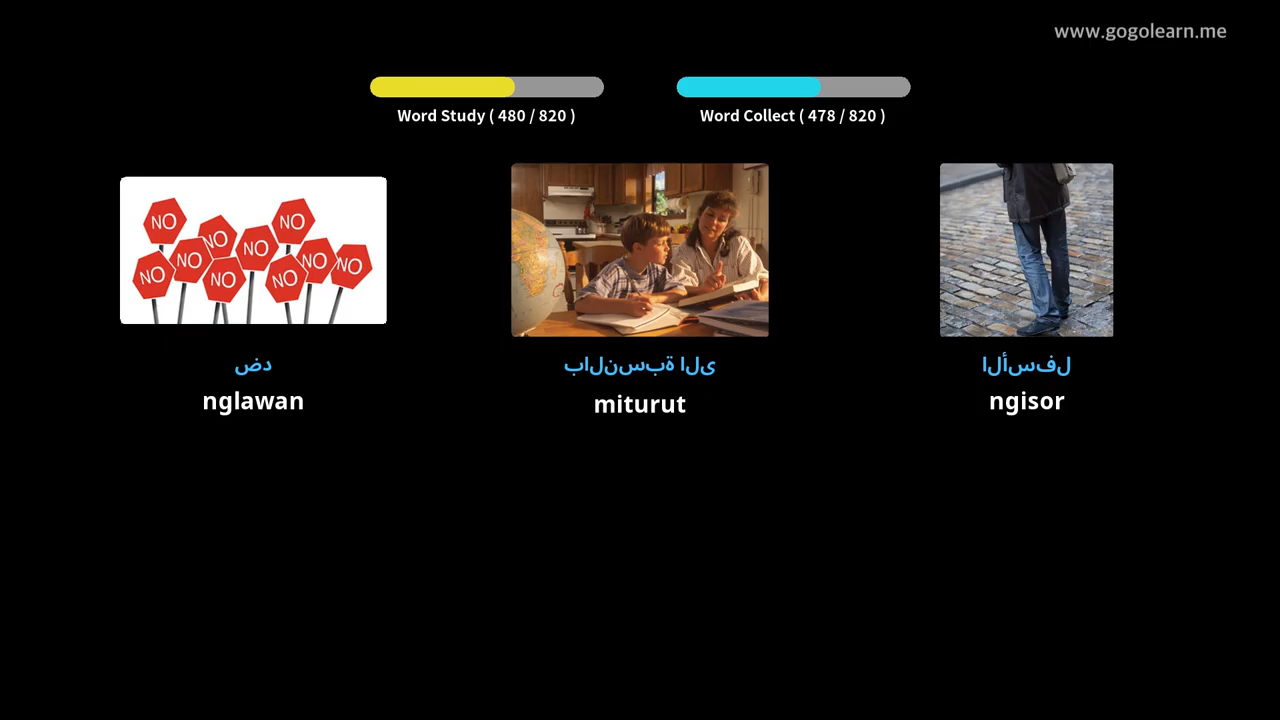 www.gogolearn.me
Word Study ( 480 / 820 )
Word Collect ( 478 / 820 )
NO
NO
NO
NO
NO
NO
NO
NO
NO
NO
ضد
nglawan
بالنسبة الى
miturut
الأسفل
ngisor